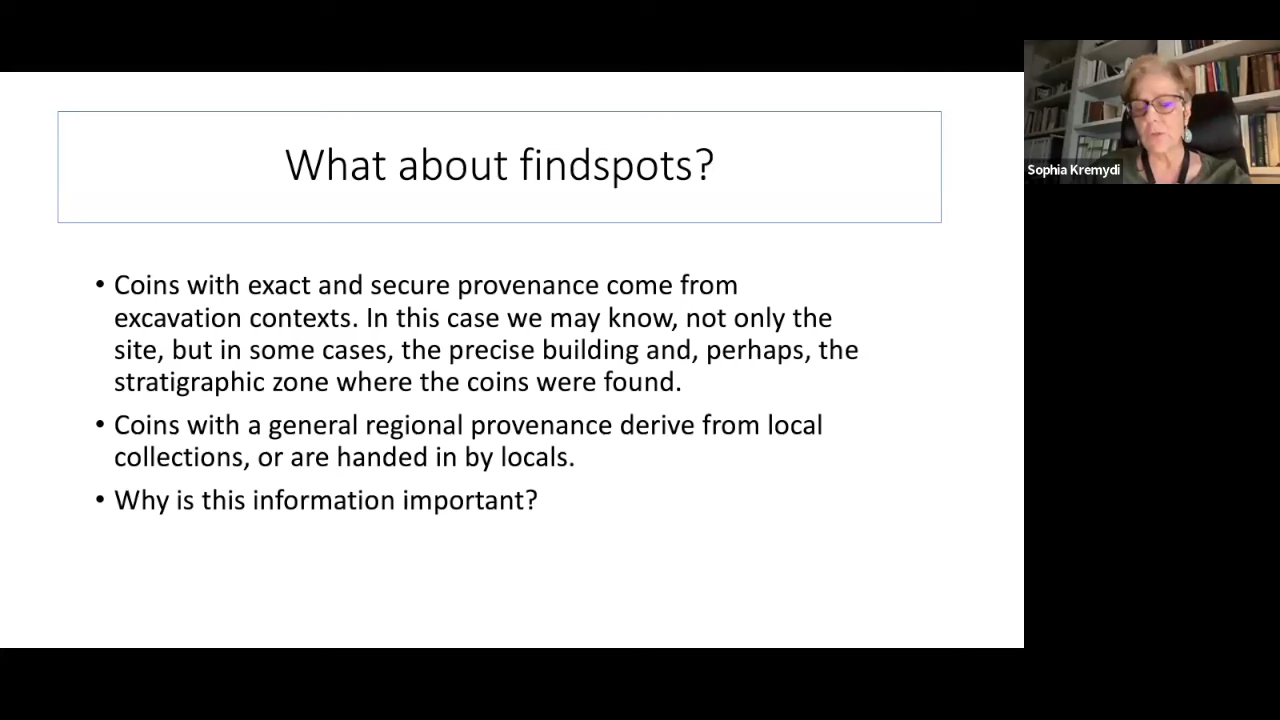 What about findspots?
• Coins with exact and secure provenance come from
excavation contexts. In this case we may know, not only the
site, but in some cases, the precise building and, perhaps, the
stratigraphic zone where the coins were found.
• Coins with a general regional provenance derive from local
collections, or are handed in by locals.
• Why is this information important?
Sophia Kremydi